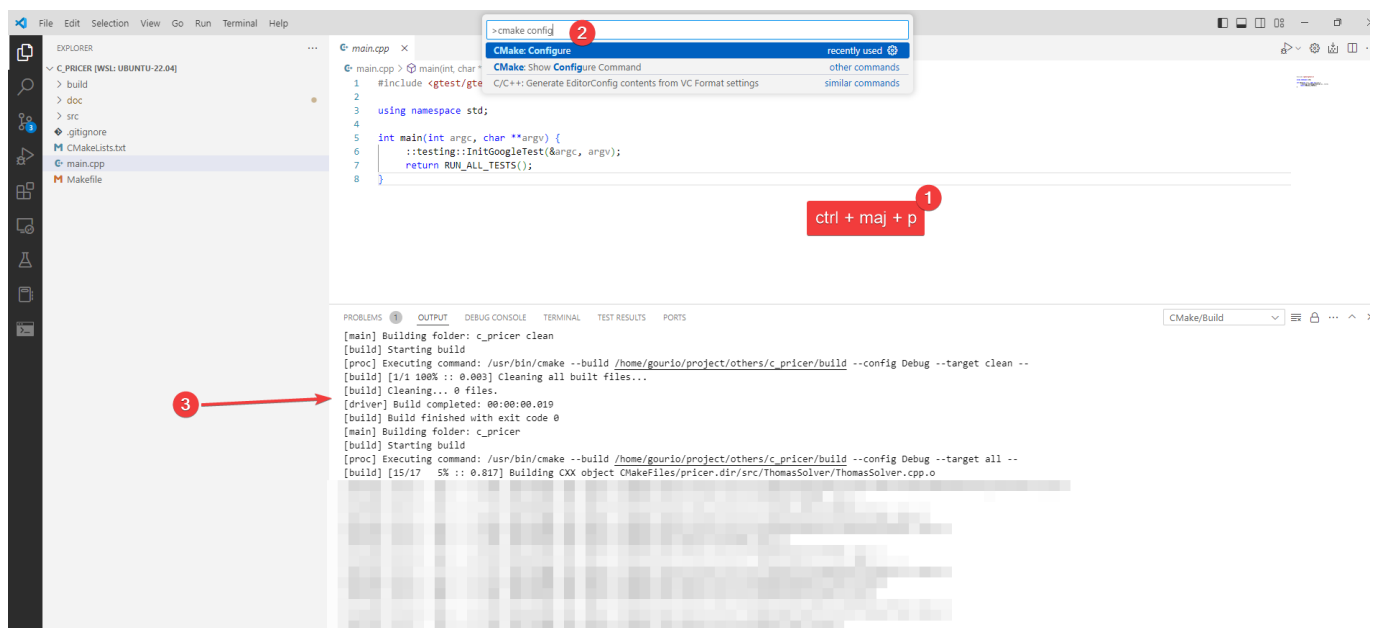 File Edit Selection View Go Run Terminal Help
>cmake config
2
CMake: Configure recently used
CMake: Show Configure Command other commands
C/C++: Generate EditorConfig contents from VC Format settings similar commands
EXPLORER ...
C_PRICER [WSL: UBUNTU-22.04]
build
doc
src
.gitignore
CMakeLists.txt
main.cpp
Makefile
3
main.cpp
main.cpp > main(int, char *
1 #include <gtest/gte
2
3 using namespace std;
4
5 int main(int argc, char **argv) {
6 ::testing::InitGoogleTest(&argc, argv);
7 return RUN_ALL_TESTS();
8 }
1
ctrl + maj + p
PROBLEMS 1 OUTPUT DEBUG CONSOLE TERMINAL TEST RESULTS PORTS
CMake/Build
[main] Building folder: c_pricer clean
[build] Starting build
[proc] Executing command: /usr/bin/cmake --build /home/gourio/project/others/c_pricer/build --config Debug --target clean --
[build] [1/1 100% :: 0.003] Cleaning all built files...
[build] Cleaning... 0 files.
3
[driver] Build completed: 00:00:00.019
[build] Build finished with exit code 0
[main] Building folder: c_pricer
[build] Starting build
[proc] Executing command: /usr/bin/cmake --build /home/gourio/project/others/c_pricer/build --config Debug --target all --
[build] [15/17 5% :: 0.817] Building CXX object CMakeFiles/pricer.dir/src/ThomasSolver/ThomasSolver.cpp.o